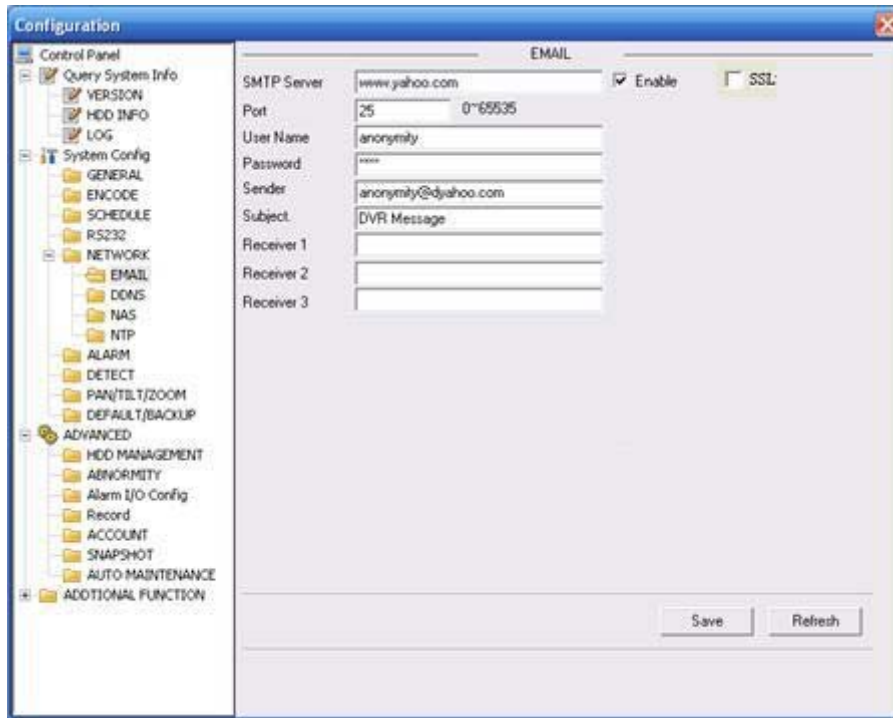 Configuration
Control Panel
Query System Info
VERSION
HDD INFO
LOG
System Config
GENERAL
ENCODE
SCHEDULE
RS232
NETWORK
EMAIL
DDNS
NAS
NTP
ALARM
DETECT
PAN/TILT/ZOOM
DEFAULT/BACKUP
ADVANCED
HDD MANAGEMENT
ABNORMITY
Alarm I/O Config
Record
ACCOUNT
SNAPSHOT
AUTO MAINTENANCE
ADDTIONAL FUNCTION
EMAIL
SMTP Server www.yahoo.com Enable SSL
Port 25 0~65535
User Name anonymity
Password ****
Sender anonymity@dyahoo.com
Subject DVR Message
Receiver 1
Receiver 2
Receiver 3
Save Refresh